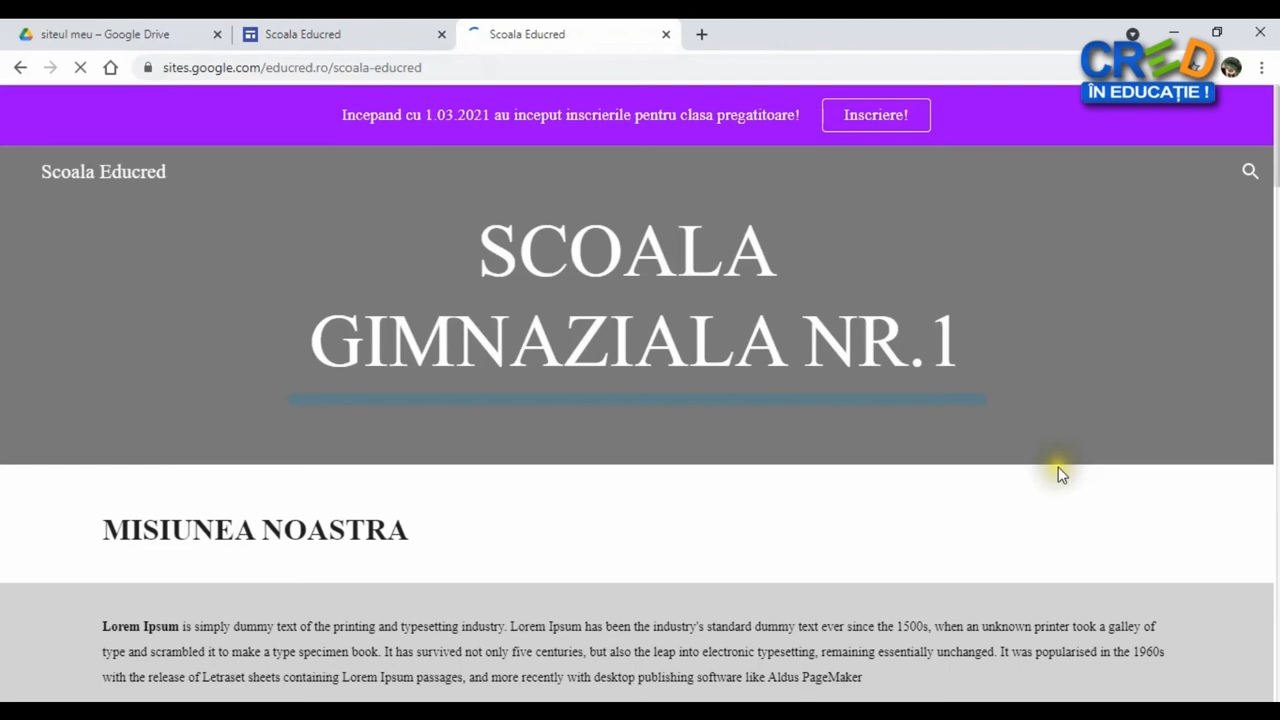 siteul meu – Google Drive
Scoala Educred
Scoala Educred
sites.google.com/educred.ro/scoala-educred
CRED
ÎN EDUCAȚIE !
Incepand cu 1.03.2021 au inceput inscrierile pentru clasa pregatitoare!
Inscriere!
Scoala Educred
SCOALA
GIMNAZIALA NR.1
MISIUNEA NOASTRA
Lorem Ipsum is simply dummy text of the printing and typesetting industry. Lorem Ipsum has been the industry's standard dummy text ever since the 1500s, when an unknown printer took a galley of
type and scrambled it to make a type specimen book. It has survived not only five centuries, but also the leap into electronic typesetting, remaining essentially unchanged. It was popularised in the 1960s
with the release of Letraset sheets containing Lorem Ipsum passages, and more recently with desktop publishing software like Aldus PageMaker